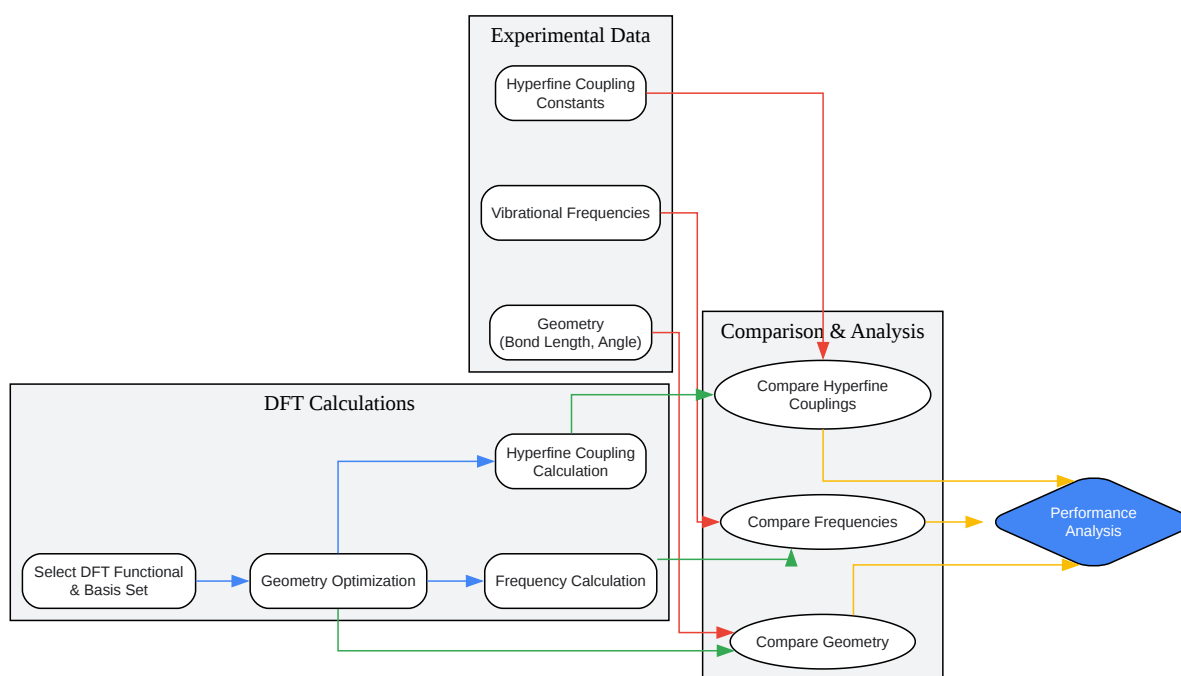 Experimental Data
Hyperfine Coupling
Constants
Vibrational Frequencies
Geometry
(Bond Length, Angle)
DFT Calculations
Hyperfine Coupling
Calculation
Select DFT Functional
& Basis Set
Geometry Optimization
Frequency Calculation
Comparison & Analysis
Compare Hyperfine
Couplings
Compare Frequencies
Compare Geometry
Performance
Analysis